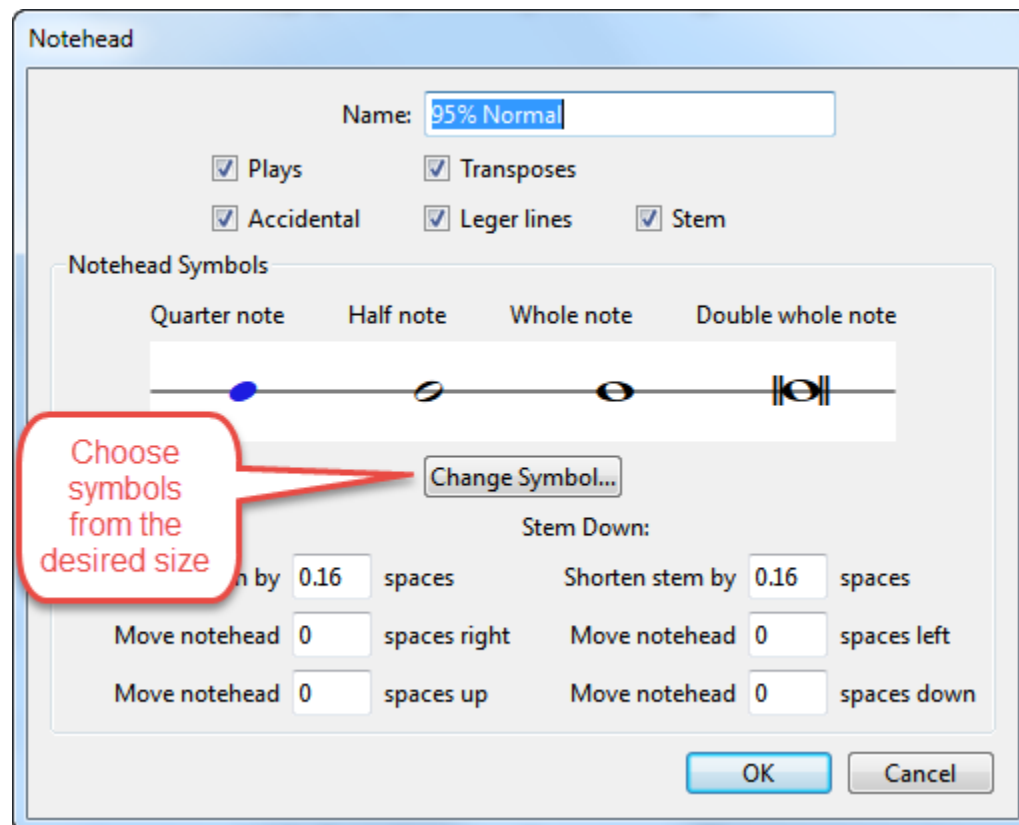 Notehead
Name: 95% Normal
Plays Transposes
Accidental Leger lines Stem
Notehead Symbols
Quarter note Half note Whole note Double whole note
Choose
symbols
from the
desired size
Change Symbol...
Stem Down:
by 0.16 spaces Shorten stem by 0.16 spaces
Move notehead 0 spaces right Move notehead 0 spaces left
Move notehead 0 spaces up Move notehead 0 spaces down
OK Cancel